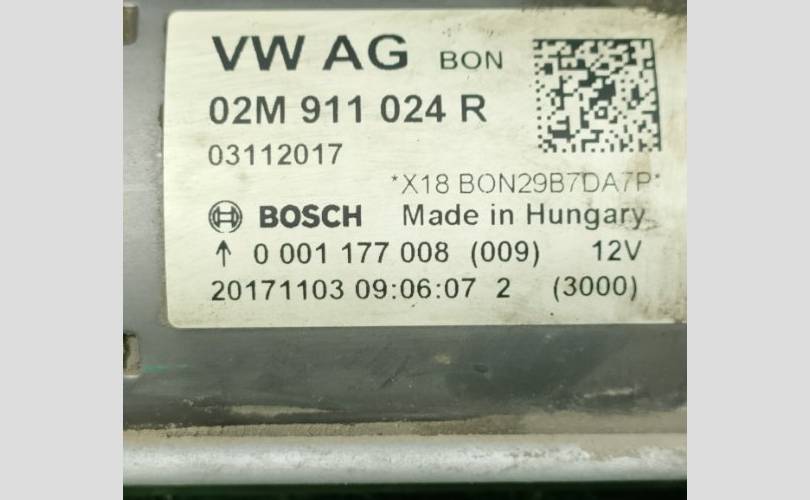 VW AG BON
02M 911 024 R
03112017
*X18 BON29B7DA7P*
BOSCH Made in Hungary
↑ 0 001 177 008 (009) 12V
20171103 09:06:07 2 (3000)